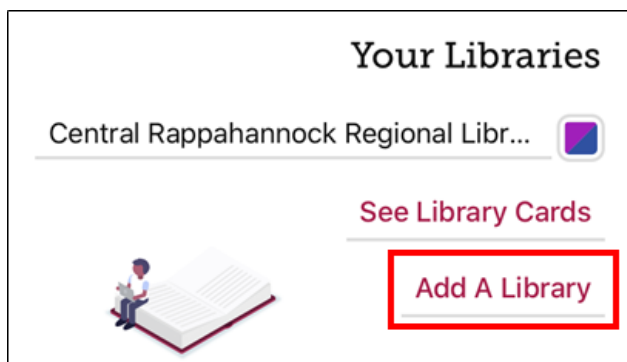 Your Libraries
Central Rappahannock Regional Libr...
See Library Cards
Add A Library